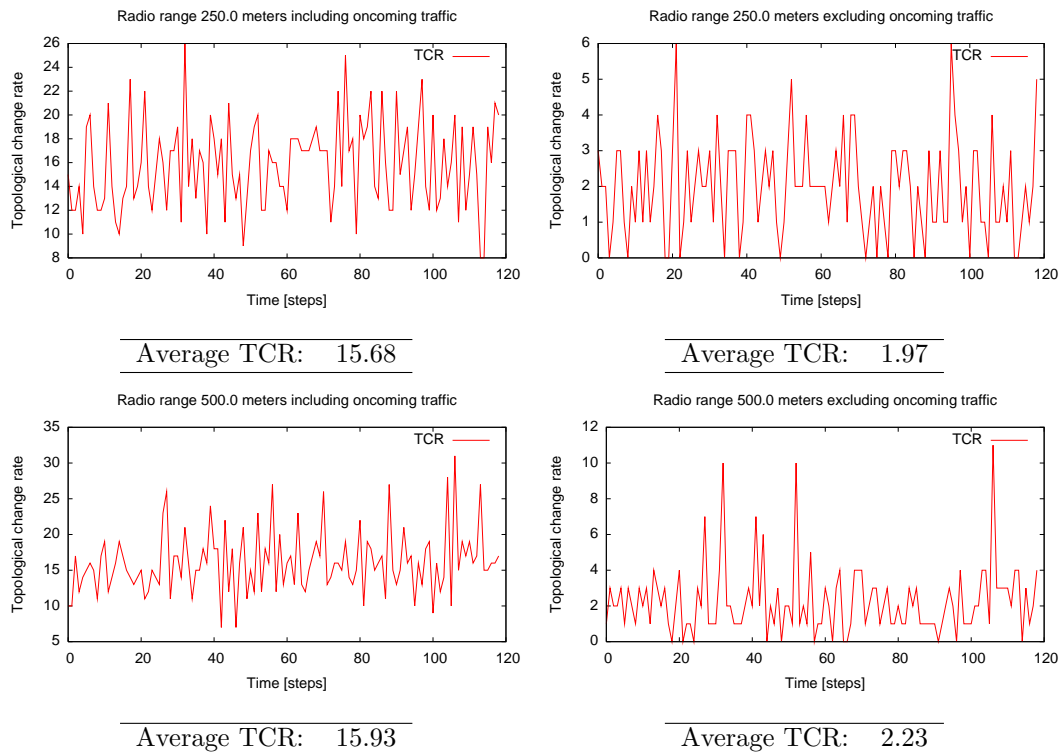 Radio range 250.0 meters including oncoming traffic
TCR
Topological change rate
26
24
22
20
18
16
14
12
10
8
0 20 40 60 80 100 120
Time [steps]
Average TCR: 15.68
Radio range 250.0 meters excluding oncoming traffic
TCR
Topological change rate
6
5
4
3
2
1
0
0 20 40 60 80 100 120
Time [steps]
Average TCR: 1.97
Radio range 500.0 meters including oncoming traffic
TCR
Topological change rate
35
30
25
20
15
10
5
0 20 40 60 80 100 120
Time [steps]
Average TCR: 15.93
Radio range 500.0 meters excluding oncoming traffic
TCR
Topological change rate
12
10
8
6
4
2
0
0 20 40 60 80 100 120
Time [steps]
Average TCR: 2.23